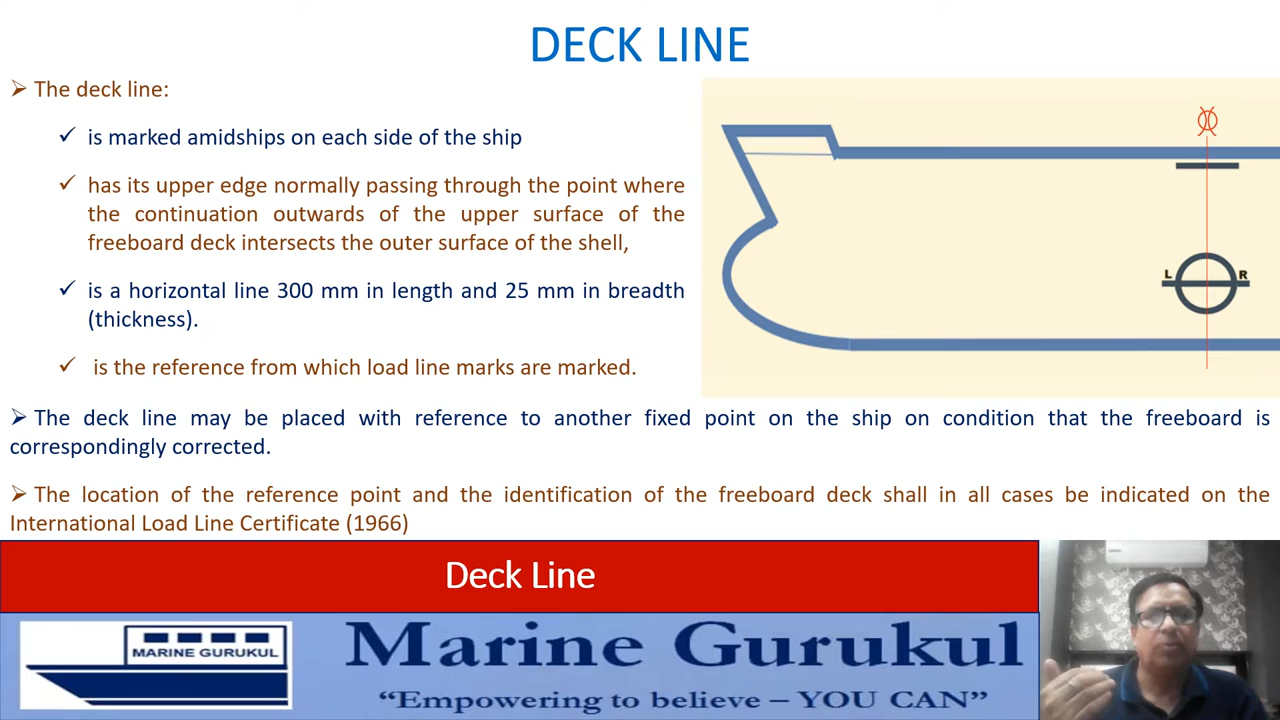 DECK LINE
➢ The deck line:
✓ is marked amidships on each side of the ship
✓ has its upper edge normally passing through the point where
the continuation outwards of the upper surface of the
freeboard deck intersects the outer surface of the shell,
✓ is a horizontal line 300 mm in length and 25 mm in breadth
(thickness).
✓ is the reference from which load line marks are marked.
L R
➢ The deck line may be placed with reference to another fixed point on the ship on condition that the freeboard is
correspondingly corrected.
➢ The location of the reference point and the identification of the freeboard deck shall in all cases be indicated on the
International Load Line Certificate (1966)
Deck Line
MARINE GURUKUL
Marine Gurukul
“Empowering to believe – YOU CAN”